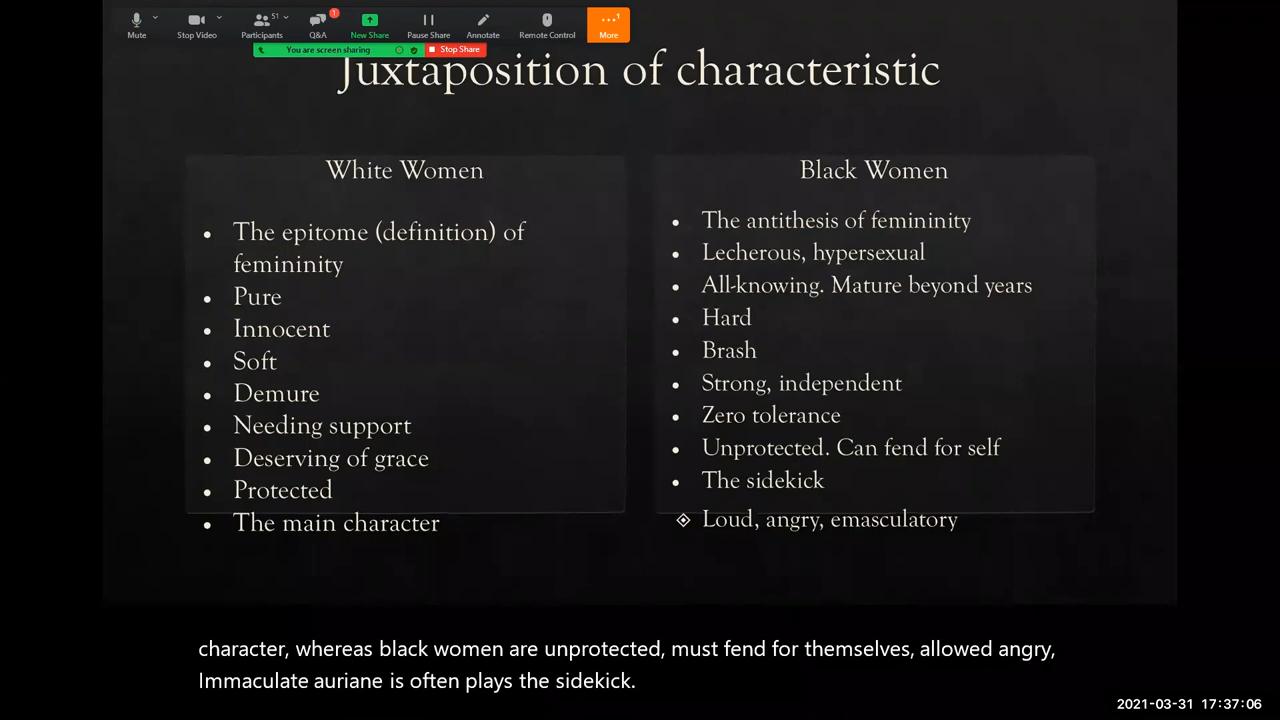 51
1
1
Mute
Stop Video
Participants
Q&A
New Share
Pause Share
Annotate
Remote Control
More
You are screen sharing
Stop Share
Juxtaposition of characteristic
White Women
• The epitome (definition) of
femininity
• Pure
• Innocent
• Soft
• Demure
• Needing support
• Deserving of grace
• Protected
• The main character
Black Women
• The antithesis of femininity
• Lecherous, hypersexual
• All-knowing. Mature beyond years
• Hard
• Brash
• Strong, independent
• Zero tolerance
• Unprotected. Can fend for self
• The sidekick
Loud, angry, emasculatory
character, whereas black women are unprotected, must fend for themselves, allowed angry,
Immaculate auriane is often plays the sidekick.
2021-03-31 17:37:06